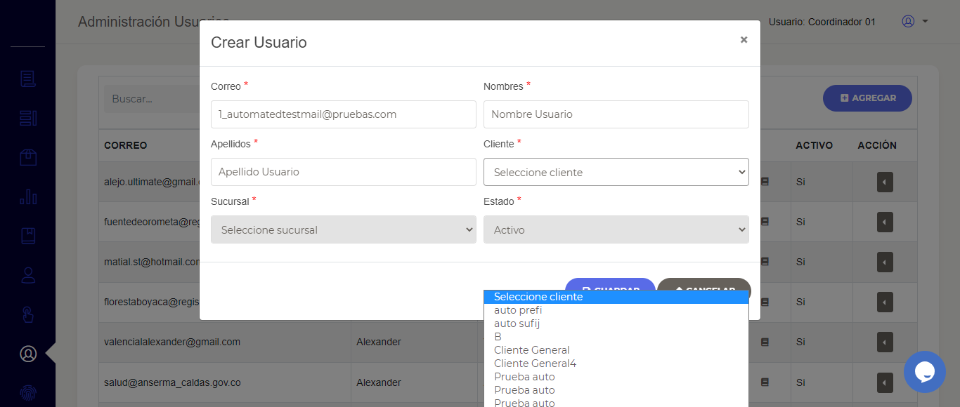 Administración Usuarios
Usuario: Coordinador 01
Crear Usuario
×
Correo *
Nombres *
1_automatedtestmail@pruebas.com
Nombre Usuario
Apellidos *
Cliente *
Apellido Usuario
Seleccione cliente
Sucursal *
Estado *
Seleccione sucursal
Activo
GUARDAR
CANCELAR
Seleccione cliente
auto prefi
auto sufij
B
Cliente General
Cliente General4
Prueba auto
Prueba auto
Prueba auto
Buscar...
AGREGAR
CORREO
ACTIVO
ACCIÓN
alejo.ultimate@gmail.
Si
fuentedeorometa@reg
Si
matial.st@hotmail.co
Si
florestaboyaca@regis
Si
valencialalexander@gmail.com
Alexander
Si
salud@anserma_caldas.gov.co
Alexander
Si